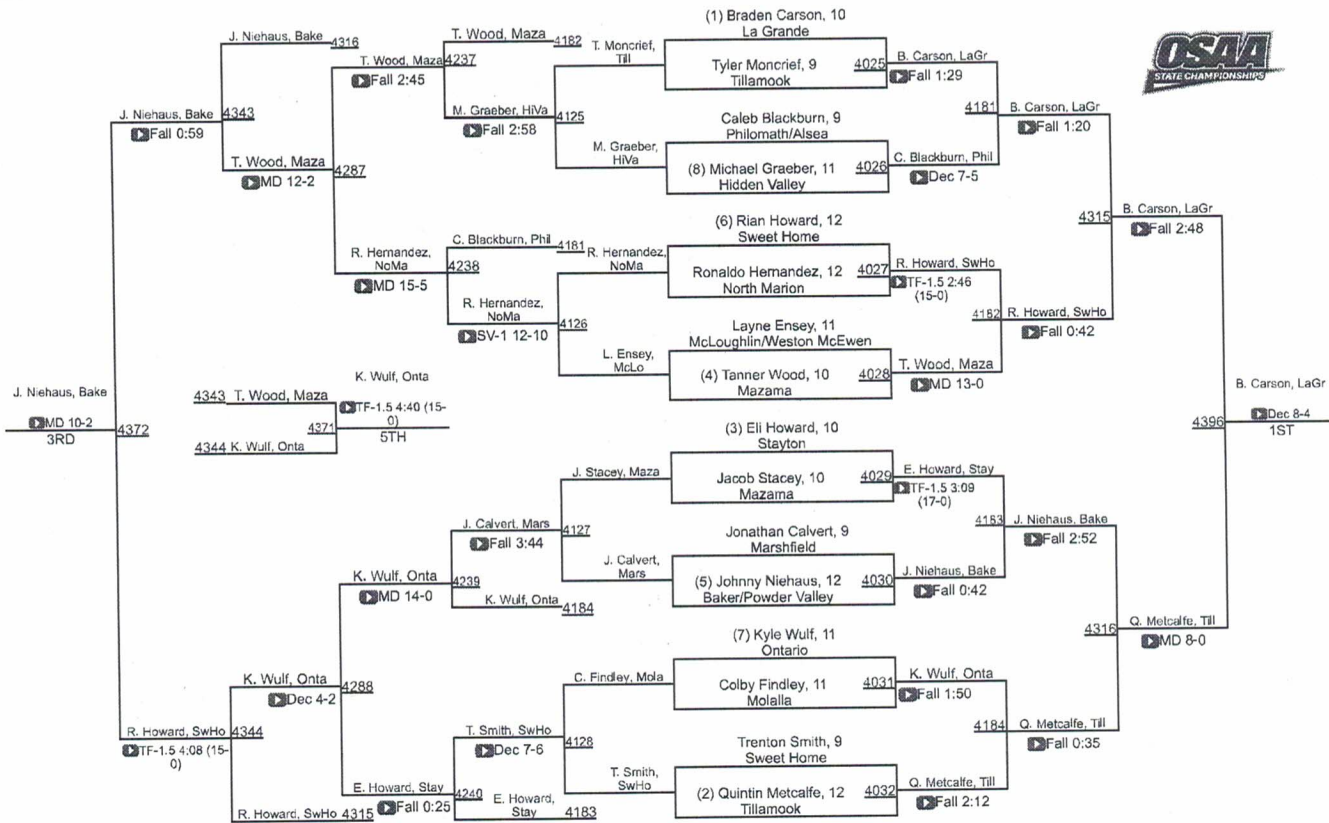 OSAA
STATE CHAMPIONSHIPS
(1) Braden Carson, 10
La Grande
Tyler Moncrief, 9
Tillamook
4025
Caleb Blackburn, 9
Philomath/Alsea
(8) Michael Graeber, 11
Hidden Valley
4026
(6) Rian Howard, 12
Sweet Home
Ronaldo Hernandez, 12
North Marion
4027
Layne Ensey, 11
McLoughlin/Weston McEwen
(4) Tanner Wood, 10
Mazama
4028
(3) Eli Howard, 10
Stayton
Jacob Stacey, 10
Mazama
4029
Jonathan Calvert, 9
Marshfield
(5) Johnny Niehaus, 12
Baker/Powder Valley
4030
(7) Kyle Wulf, 11
Ontario
Colby Findley, 11
Molalla
4031
Trenton Smith, 9
Sweet Home
(2) Quintin Metcalfe, 12
Tillamook
4032
B. Carson, LaGr
Fall 1:29
4181
C. Blackburn, Phil
Dec 7-5
R. Howard, SwHo
TF-1.5 2:46
(15-0)
4182
T. Wood, Maza
MD 13-0
E. Howard, Stay
TF-1.5 3:09
(17-0)
4183
J. Niehaus, Bake
Fall 0:42
K. Wulf, Onta
Fall 1:50
4184
Q. Metcalfe, Till
Fall 2:12
B. Carson, LaGr
Fall 1:20
4315
R. Howard, SwHo
Fall 0:42
J. Niehaus, Bake
Fall 2:52
4316
Q. Metcalfe, Till
Fall 0:35
B. Carson, LaGr
Fall 2:48
4396
Q. Metcalfe, Till
MD 8-0
B. Carson, LaGr
Dec 8-4
1ST
T. Moncrief,
Till
4125
M. Graeber,
HiVa
R. Hernandez,
NoMa
4126
L. Ensey,
McLo
J. Stacey, Maza
4127
J. Calvert,
Mars
C. Findley, Mola
4128
T. Smith,
SwHo
T. Wood, Maza
4182
4237
M. Graeber, HiVa
Fall 2:58
C. Blackburn, Phil
4181
4238
R. Hernandez,
NoMa
SV-1 12-10
J. Calvert, Mars
Fall 3:44
4239
K. Wulf, Onta
4184
T. Smith, SwHo
Dec 7-6
4240
E. Howard,
Stay
4183
T. Wood, Maza
Fall 2:45
4287
R. Hernandez,
NoMa
MD 15-5
K. Wulf, Onta
MD 14-0
4288
E. Howard, Stay
Fall 0:25
J. Niehaus, Bake
4316
4343
T. Wood, Maza
MD 12-2
K. Wulf, Onta
Dec 4-2
4344
R. Howard, SwHo
4315
J. Niehaus, Bake
Fall 0:59
4372
R. Howard, SwHo
TF-1.5 4:08 (15-
0)
J. Niehaus, Bake
MD 10-2
3RD
4343 T. Wood, Maza
4371
4344 K. Wulf, Onta
K. Wulf, Onta
TF-1.5 4:40 (15-
0)
5TH